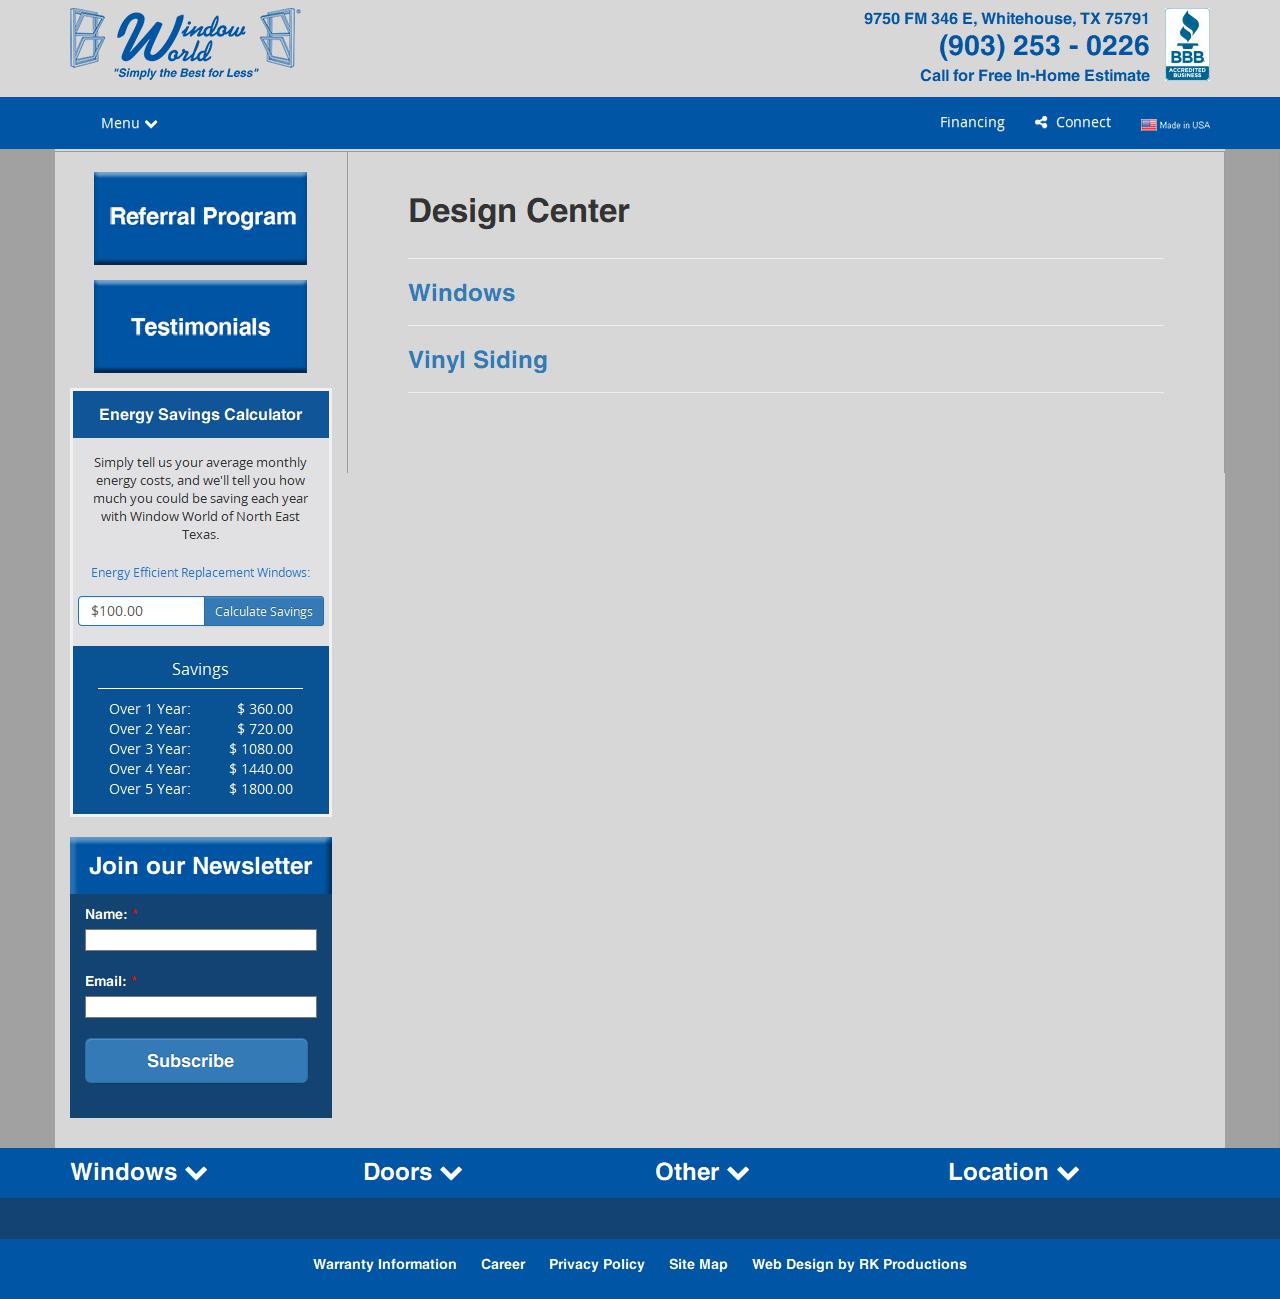 Window World
"Simply the Best for Less"
9750 FM 346 E, Whitehouse, TX 75791
(903) 253 - 0226
Call for Free In-Home Estimate
BBB
ACCREDITED BUSINESS
Menu
Financing
Connect
Made in USA
Referral Program
Testimonials
Energy Savings Calculator
Simply tell us your average monthly
energy costs, and we'll tell you how
much you could be saving each year
with Window World of North East
Texas.
Energy Efficient Replacement Windows:
$100.00
Calculate Savings
Savings
Over 1 Year: $ 360.00
Over 2 Year: $ 720.00
Over 3 Year: $ 1080.00
Over 4 Year: $ 1440.00
Over 5 Year: $ 1800.00
Join our Newsletter
Name: *
Email: *
Subscribe
Design Center
Windows
Vinyl Siding
Windows
Doors
Other
Location
Warranty Information
Career
Privacy Policy
Site Map
Web Design by RK Productions